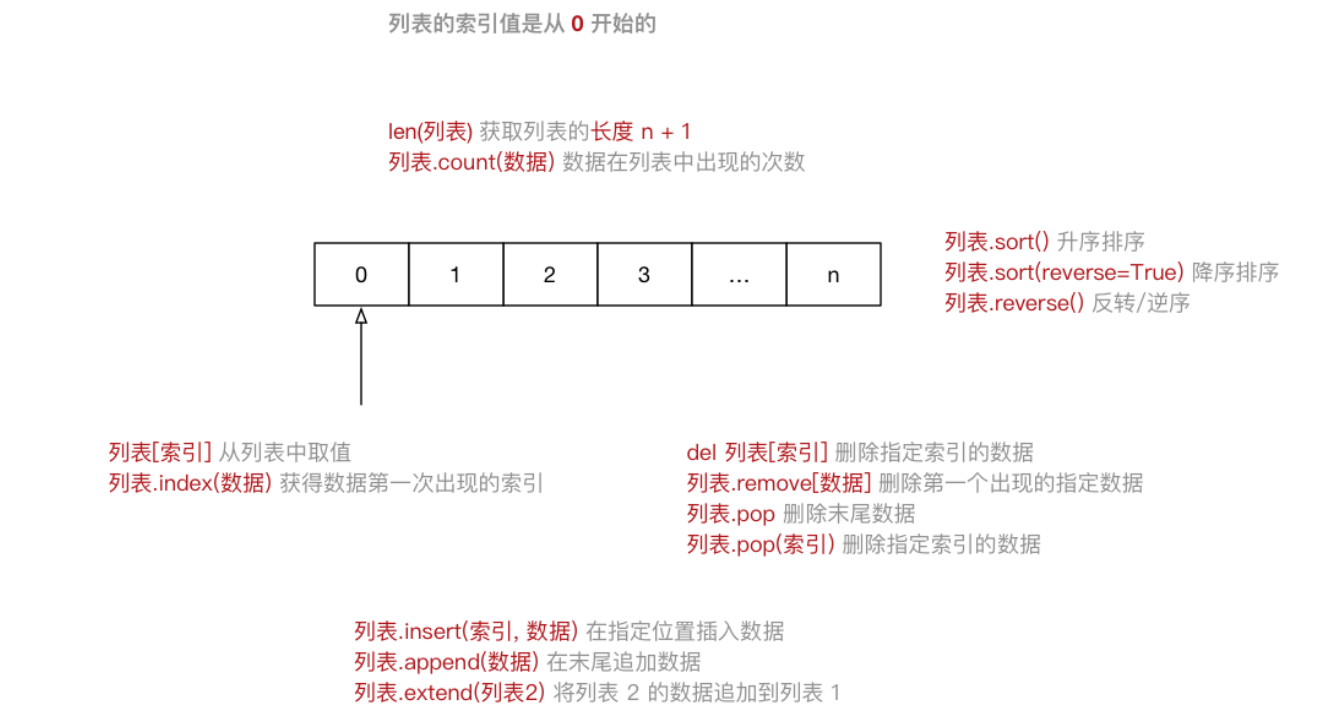 列表的索引值是从 0 开始的
len(列表) 获取列表的长度 n + 1
列表.count(数据) 数据在列表中出现的次数
0 1 2 3 ... n
列表.sort() 升序排序
列表.sort(reverse=True) 降序排序
列表.reverse() 反转/逆序
列表[索引] 从列表中取值
列表.index(数据) 获得数据第一次出现的索引
del 列表[索引] 删除指定索引的数据
列表.remove[数据] 删除第一个出现的指定数据
列表.pop 删除末尾数据
列表.pop(索引) 删除指定索引的数据
列表.insert(索引, 数据) 在指定位置插入数据
列表.append(数据) 在末尾追加数据
列表.extend(列表2) 将列表 2 的数据追加到列表 1